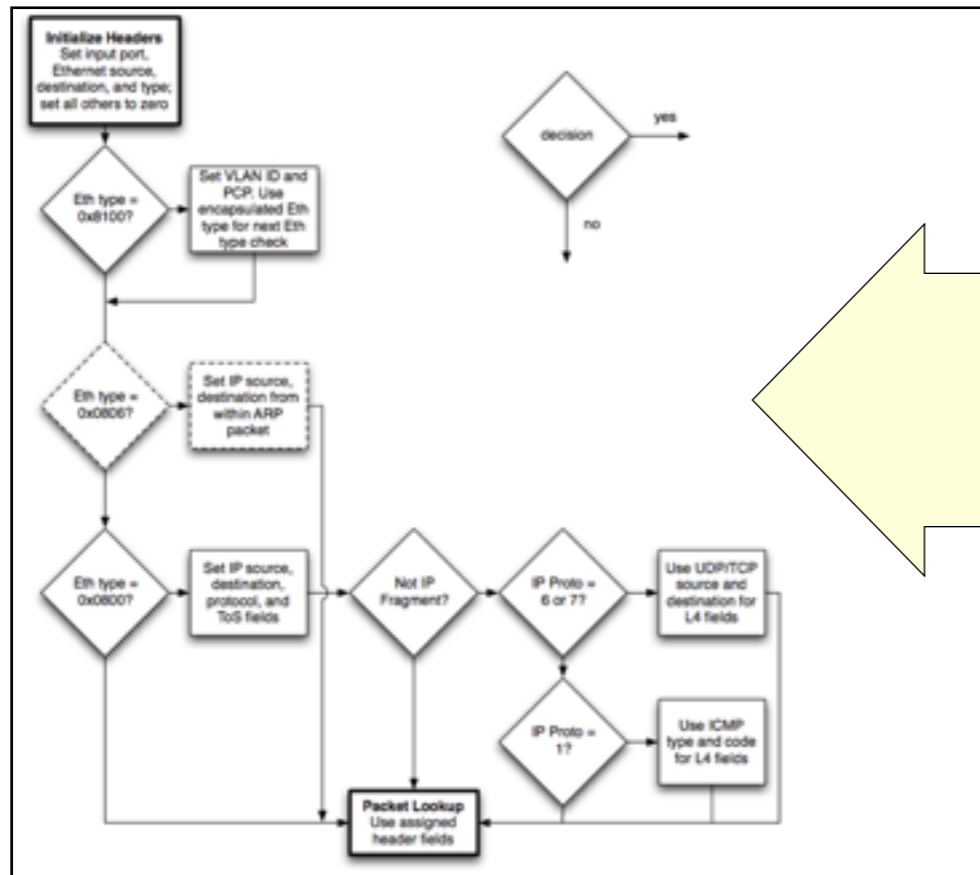 Initialize Headers
Set input port,
Ethernet source,
destination, and type;
set all others to zero
decision
yes
no
Eth type =
0x8100?
Set VLAN ID and
PCP. Use
encapsulated Eth
type for next Eth
type check
Eth type =
0x0806?
Set IP source,
destination from
within ARP
packet
Eth type =
0x0800?
Set IP source,
destination,
protocol, and
ToS fields
Not IP
Fragment?
IP Proto =
6 or 7?
Use UDP/TCP
source and
destination for
L4 fields
IP Proto =
1?
Use ICMP
type and code
for L4 fields
Packet Lookup
Use assigned
header fields